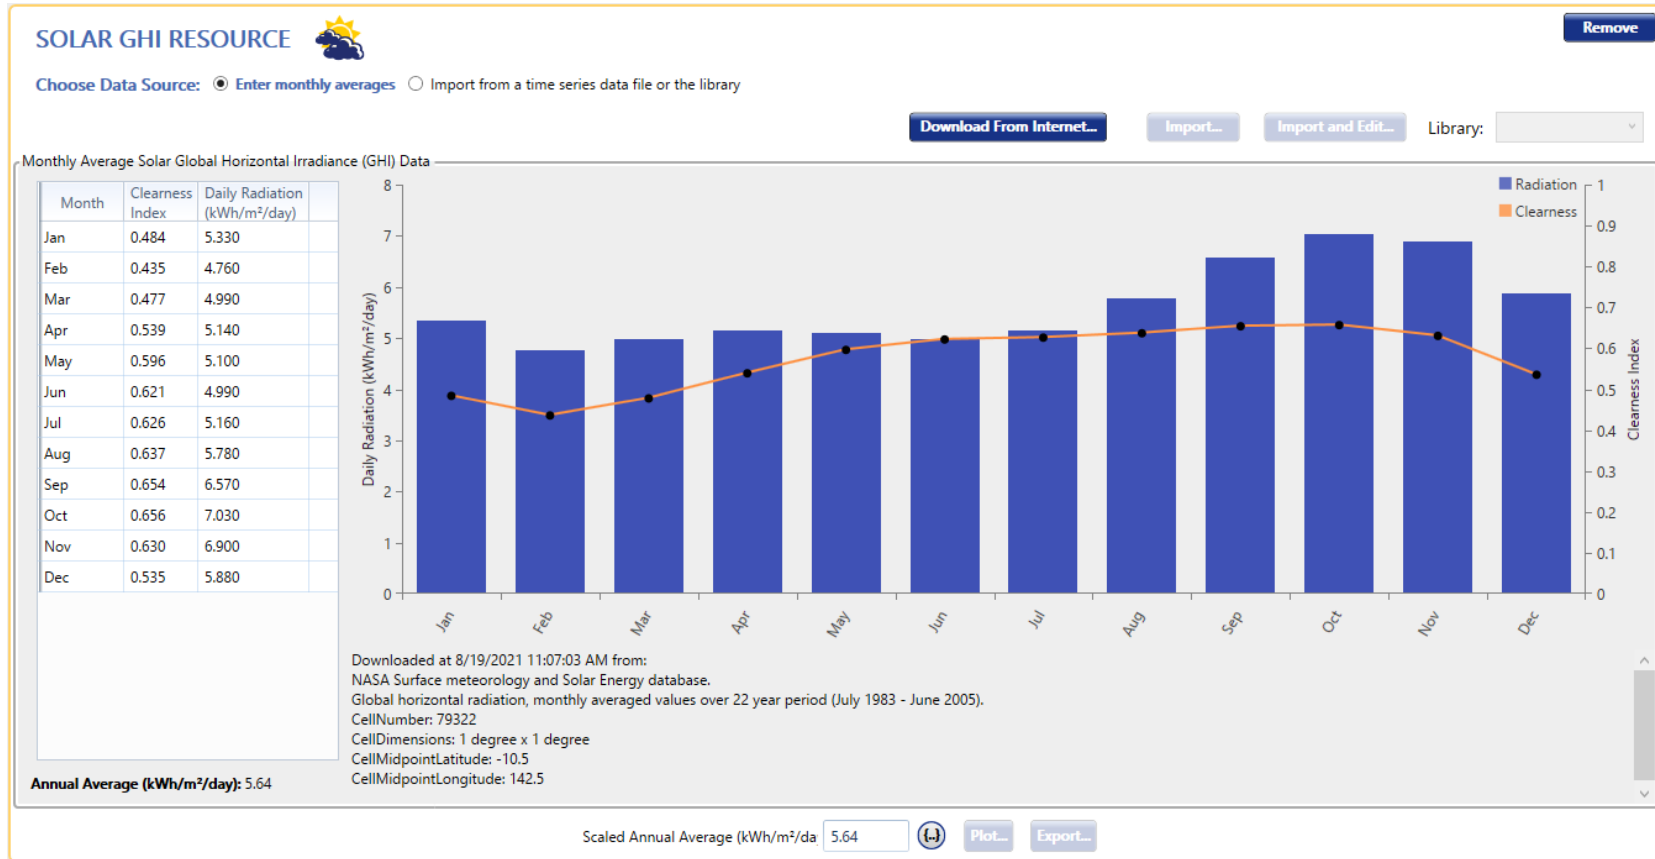 SOLAR GHI RESOURCE
Remove
Choose Data Source: Enter monthly averages Import from a time series data file or the library
Download From Internet... Import... Import and Edit... Library:
Monthly Average Solar Global Horizontal Irradiance (GHI) Data
Month Clearness Index Daily Radiation (kWh/m²/day)
Jan 0.484 5.330
Feb 0.435 4.760
Mar 0.477 4.990
Apr 0.539 5.140
May 0.596 5.100
Jun 0.621 4.990
Jul 0.626 5.160
Aug 0.637 5.780
Sep 0.654 6.570
Oct 0.656 7.030
Nov 0.630 6.900
Dec 0.535 5.880
Annual Average (kWh/m²/day): 5.64
Daily Radiation (kWh/m²/day)
8
7
6
5
4
3
2
1
0
Radiation
Clearness
1
0.9
0.8
0.7
0.6
0.5
0.4
0.3
0.2
0.1
0
Clearness Index
Jan Feb Mar Apr May Jun Jul Aug Sep Oct Nov Dec
Downloaded at 8/19/2021 11:07:03 AM from:
NASA Surface meteorology and Solar Energy database.
Global horizontal radiation, monthly averaged values over 22 year period (July 1983 - June 2005).
CellNumber: 79322
CellDimensions: 1 degree x 1 degree
CellMidpointLatitude: -10.5
CellMidpointLongitude: 142.5
Scaled Annual Average (kWh/m²/da 5.64 {..} Plot... Export...